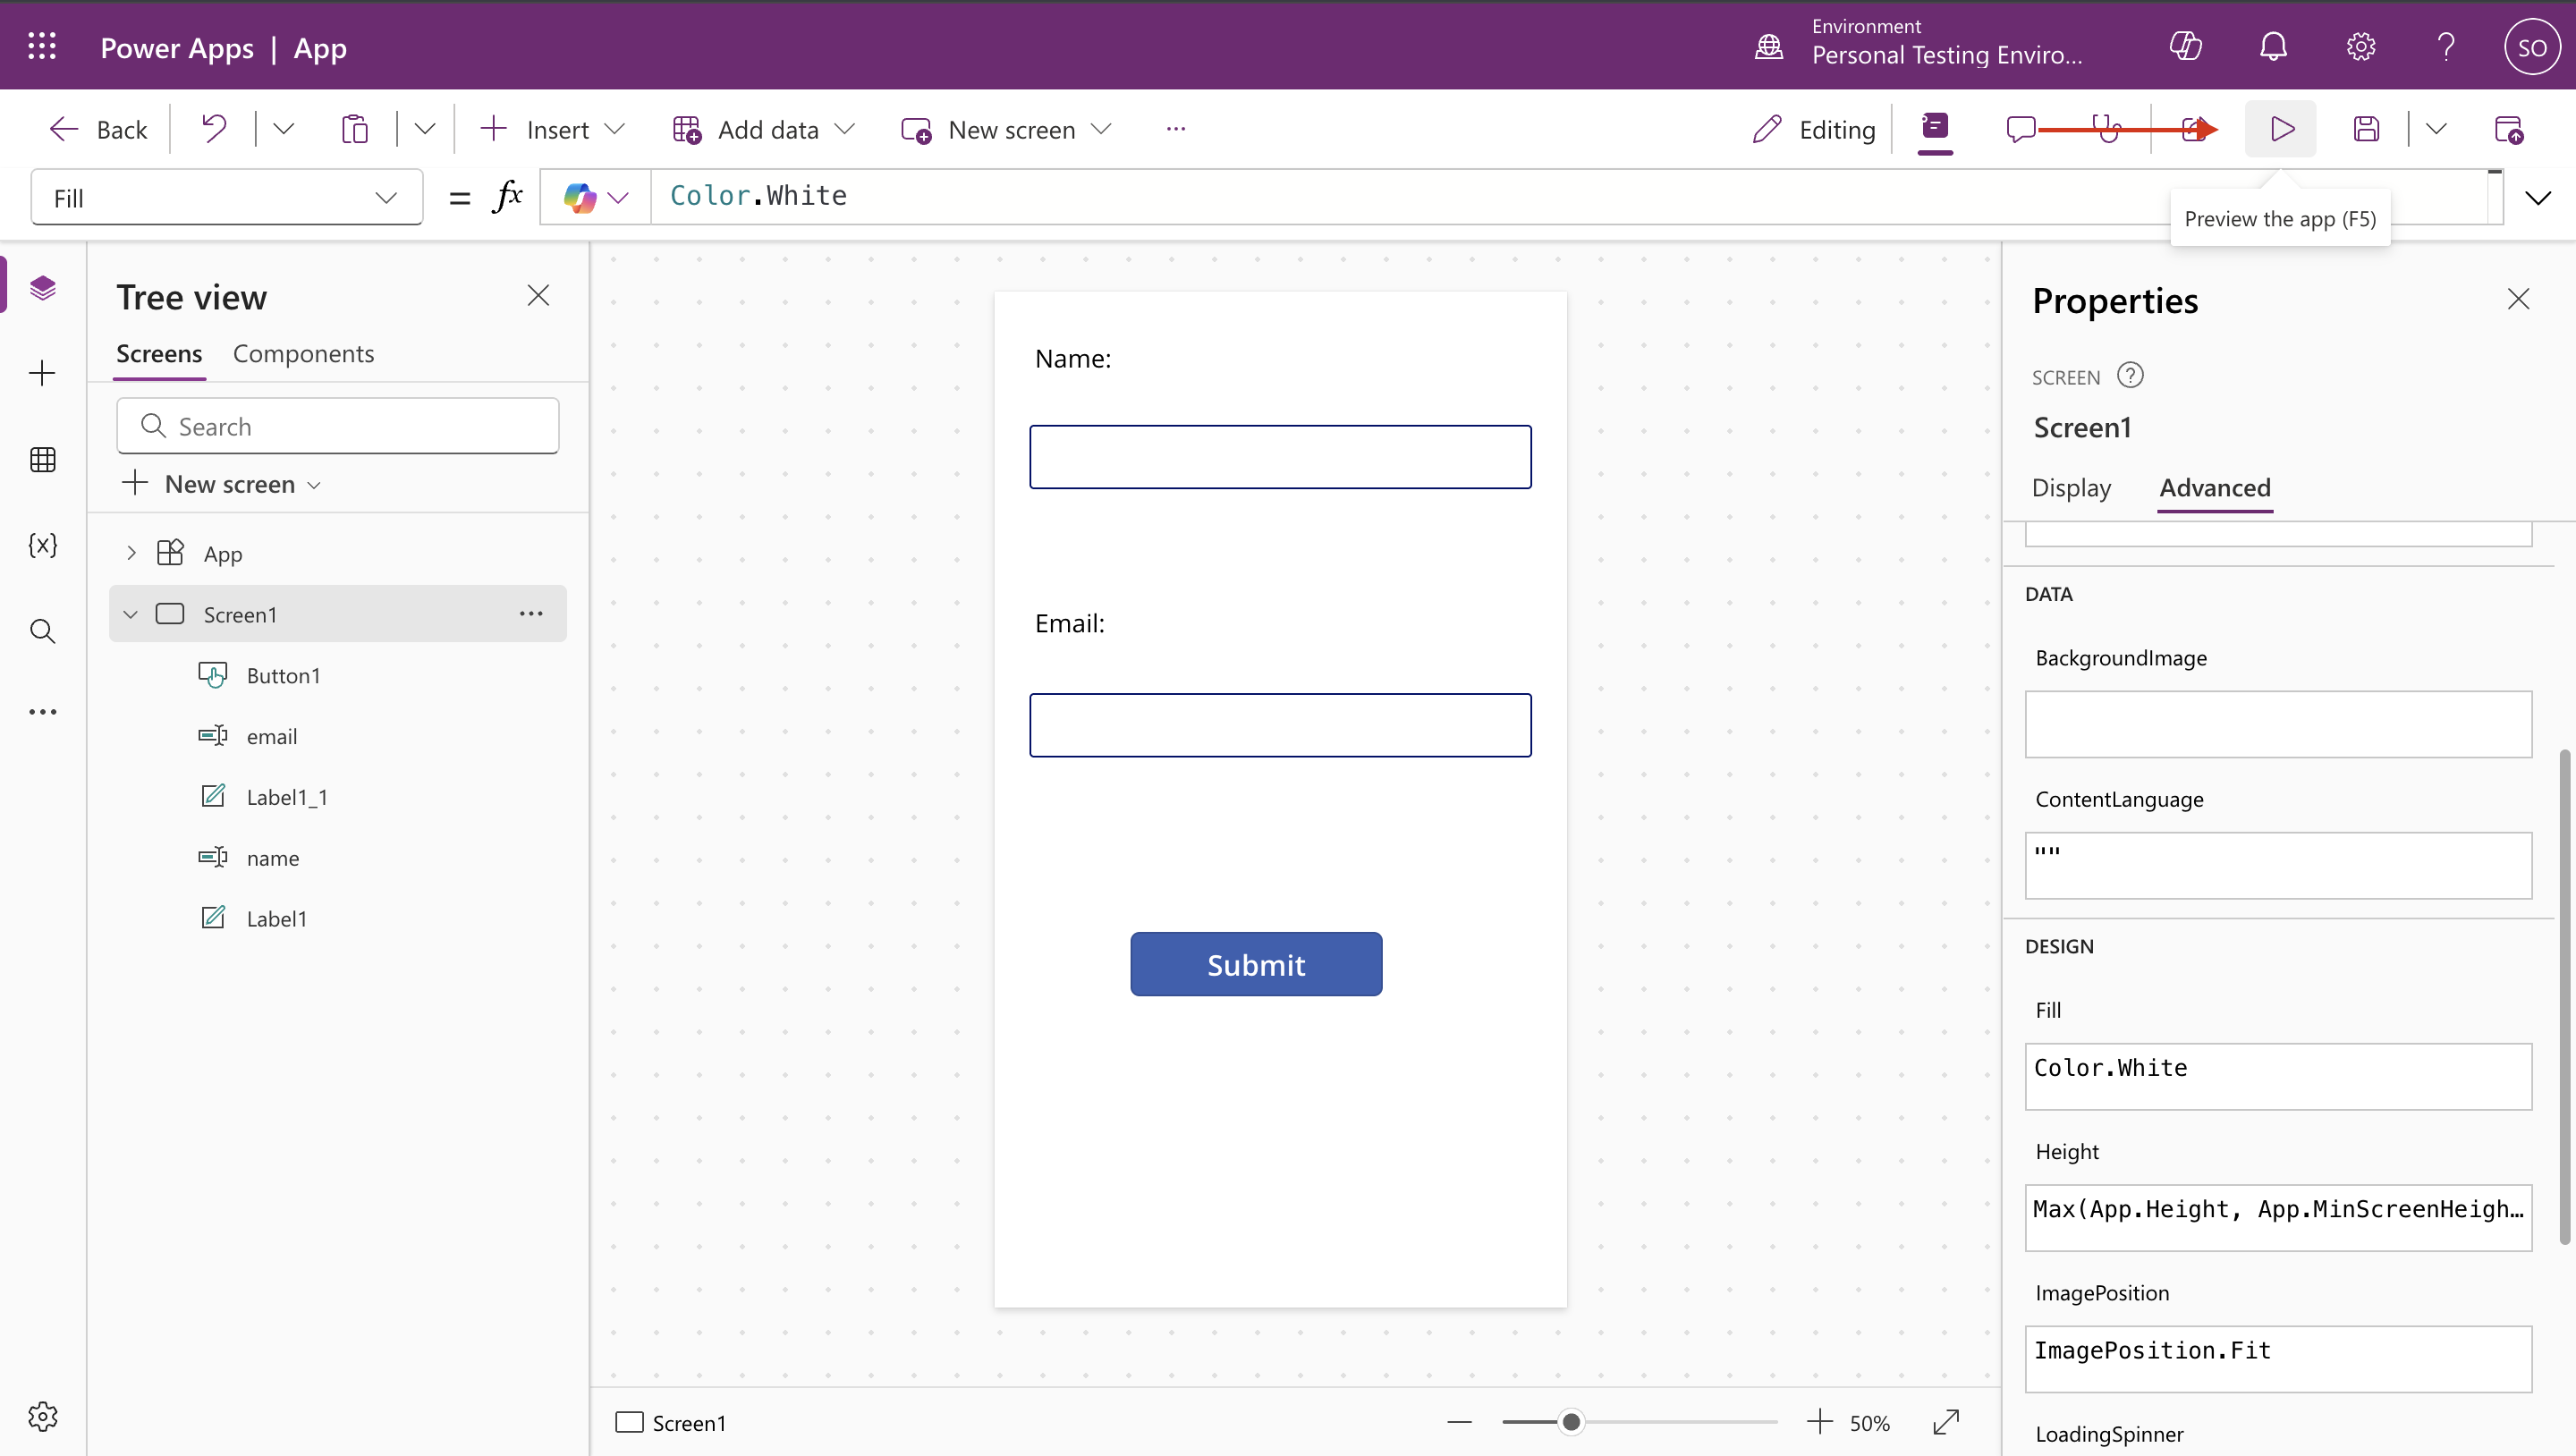 Power Apps | App
Environment
Personal Testing Enviro...
SO
Back
Insert
Add data
New screen
...
Editing
Fill
= fx
Color.White
Preview the app (F5)
Tree view
Screens
Components
Search
New screen
App
Screen1
Button1
email
Label1_1
name
Label1
Name:
Email:
Submit
Screen1
50%
Properties
SCREEN
Screen1
Display
Advanced
DATA
BackgroundImage
ContentLanguage
""
DESIGN
Fill
Color.White
Height
Max(App.Height, App.MinScreenHeigh...
ImagePosition
ImagePosition.Fit
LoadingSpinner